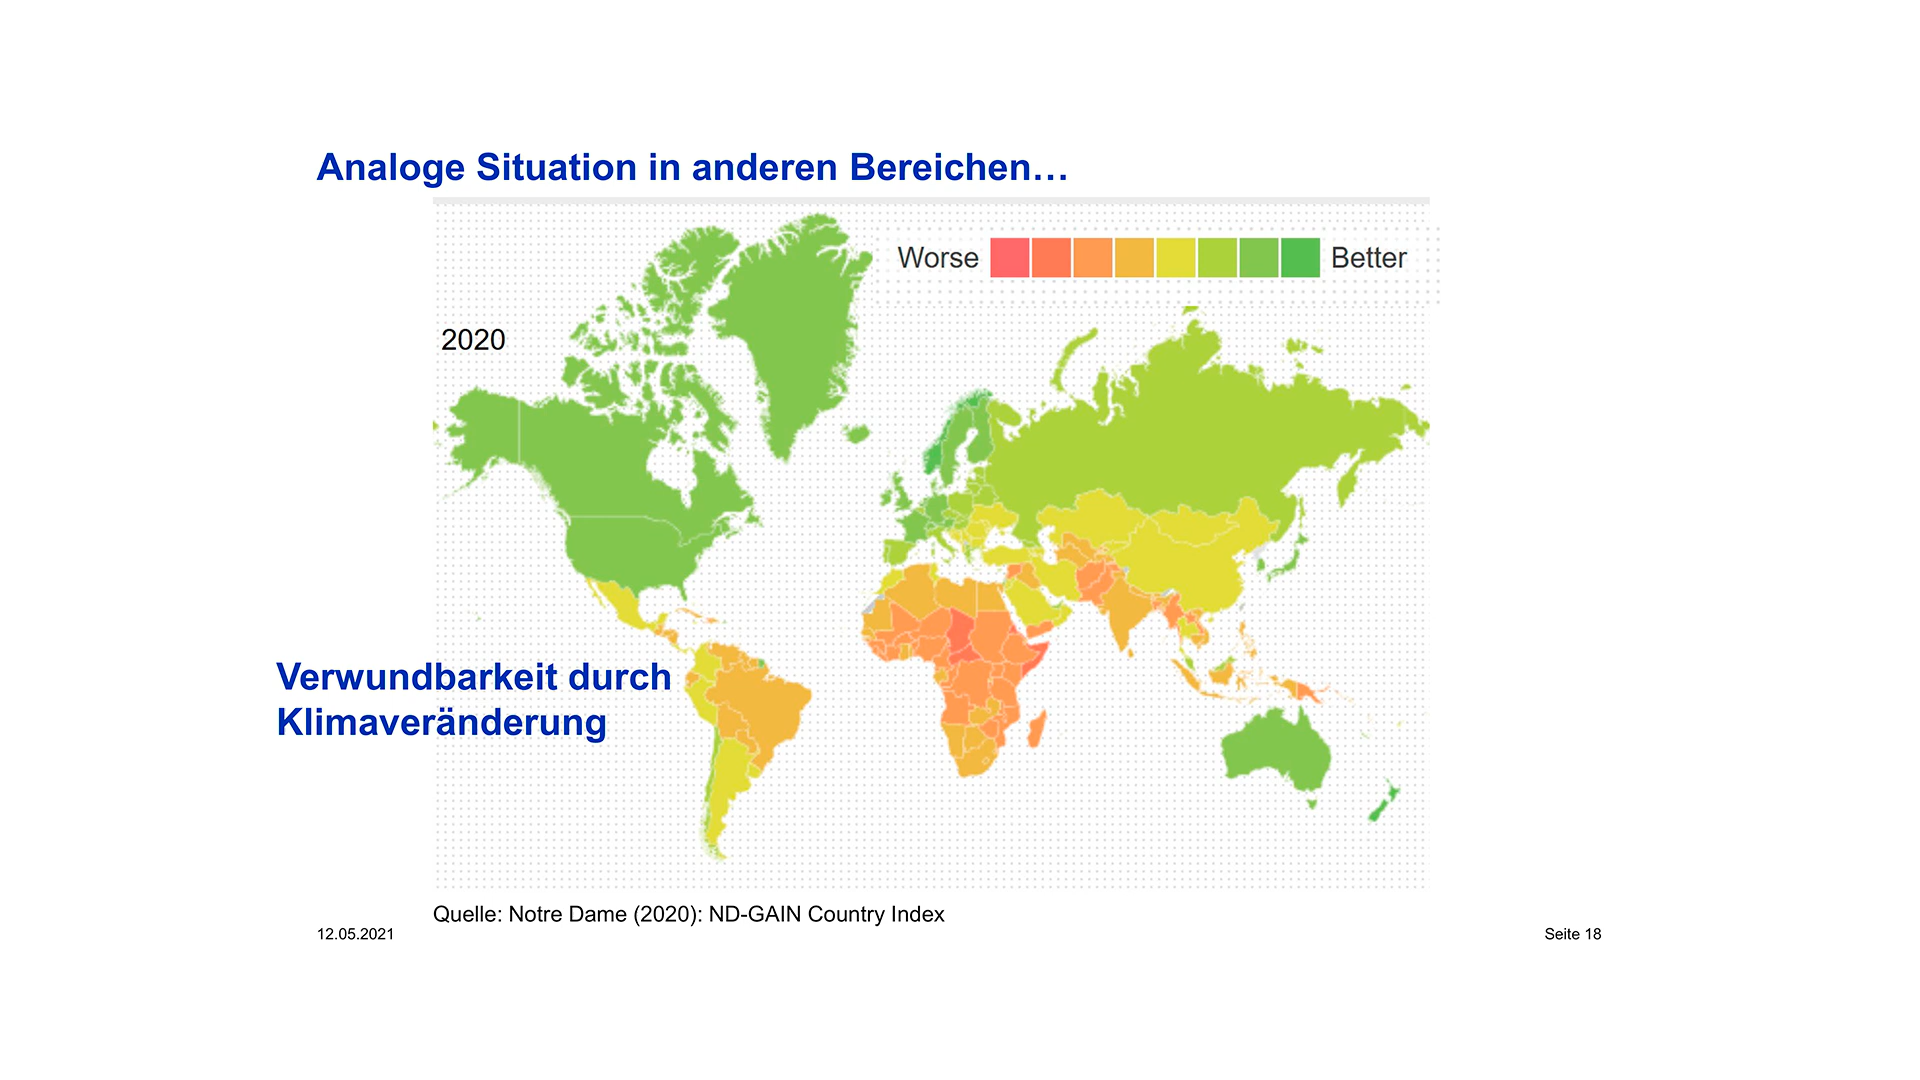 Analoge Situation in anderen Bereichen…
Worse
Better
2020
Verwundbarkeit durch
Klimaveränderung
Quelle: Notre Dame (2020): ND-GAIN Country Index
12.05.2021
Seite 18